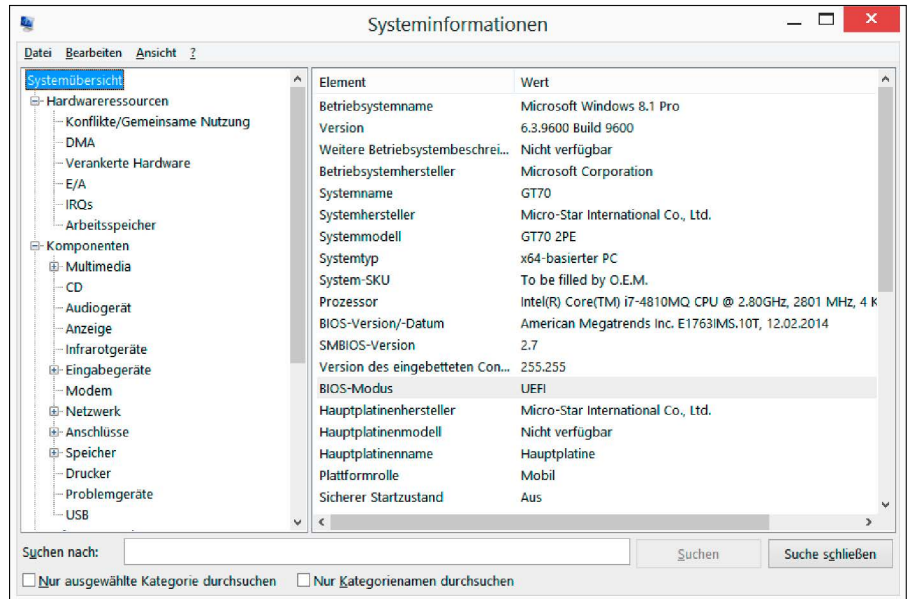 Systeminformationen
Datei Bearbeiten Ansicht ?
Systemübersicht
Hardwareressourcen
Konflikte/Gemeinsame Nutzung
DMA
Verankerte Hardware
E/A
IRQs
Arbeitsspeicher
Komponenten
Multimedia
CD
Audiogerät
Anzeige
Infrarotgeräte
Eingabegeräte
Modem
Netzwerk
Anschlüsse
Speicher
Drucker
Problemgeräte
USB
Element Wert
Betriebsystemname Microsoft Windows 8.1 Pro
Version 6.3.9600 Build 9600
Weitere Betriebsystembeschrei... Nicht verfügbar
Betriebsystemhersteller Microsoft Corporation
Systemname GT70
Systemhersteller Micro-Star International Co., Ltd.
Systemmodell GT70 2PE
Systemtyp x64-basierter PC
System-SKU To be filled by O.E.M.
Prozessor Intel(R) Core(TM) i7-4810MQ CPU @ 2.80GHz, 2801 MHz, 4 K
BIOS-Version/-Datum American Megatrends Inc. E1763IMS.10T, 12.02.2014
SMBIOS-Version 2.7
Version des eingebetteten Con... 255.255
BIOS-Modus UEFI
Hauptplatinenhersteller Micro-Star International Co., Ltd.
Hauptplatinenmodell Nicht verfügbar
Hauptplatinenname Hauptplatine
Plattformrolle Mobil
Sicherer Startzustand Aus
Suchen nach: Suchen Suche schließen
Nur ausgewählte Kategorie durchsuchen Nur Kategorienamen durchsuchen